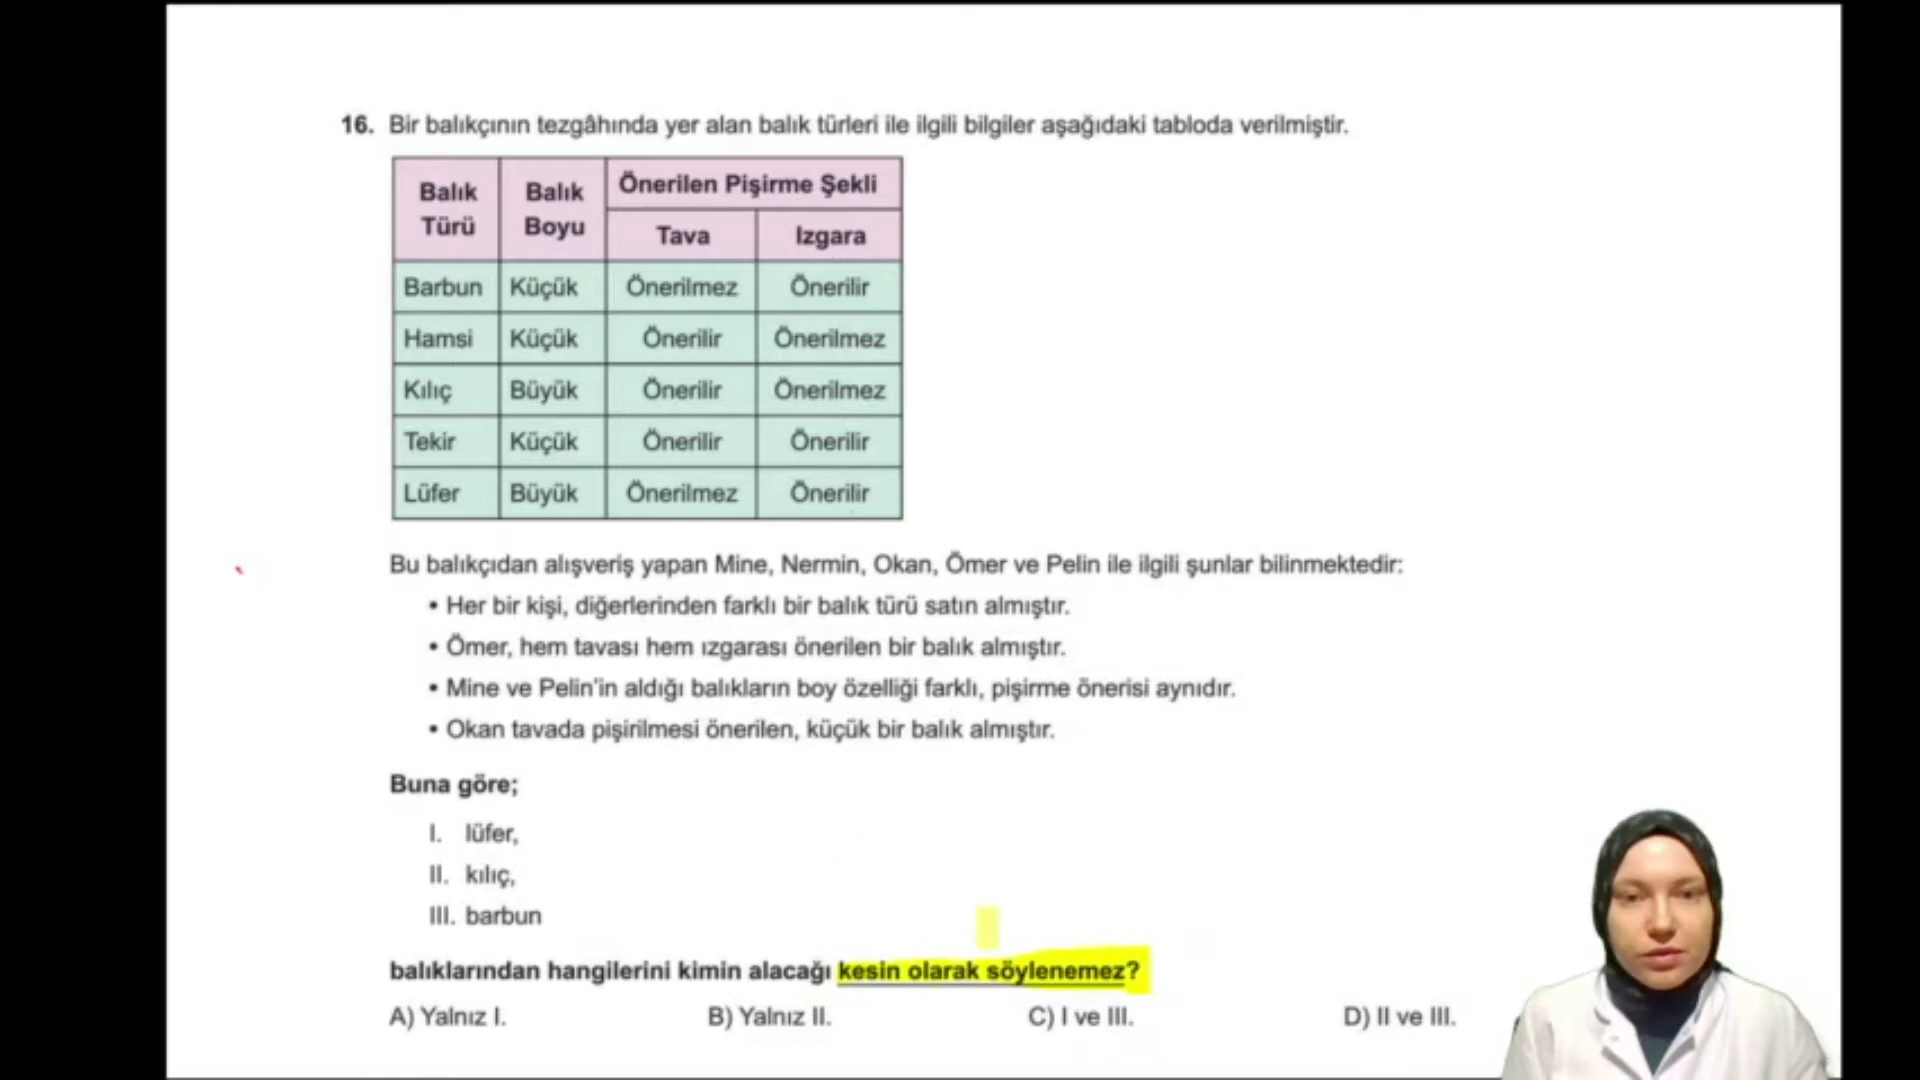 16. Bir balıkçının tezgâhında yer alan balık türleri ile ilgili bilgiler aşağıdaki tabloda verilmiştir.
Balık Türü Balık Boyu Önerilen Pişirme Şekli
Tava Izgara
Barbun Küçük Önerilmez Önerilir
Hamsi Küçük Önerilir Önerilmez
Kılıç Büyük Önerilir Önerilmez
Tekir Küçük Önerilir Önerilir
Lüfer Büyük Önerilmez Önerilir
Bu balıkçıdan alışveriş yapan Mine, Nermin, Okan, Ömer ve Pelin ile ilgili şunlar bilinmektedir:
• Her bir kişi, diğerlerinden farklı bir balık türü satın almıştır.
• Ömer, hem tavası hem ızgarası önerilen bir balık almıştır.
• Mine ve Pelin'in aldığı balıkların boy özelliği farklı, pişirme önerisi aynıdır.
• Okan tavada pişirilmesi önerilen, küçük bir balık almıştır.
Buna göre;
I. lüfer,
II. kılıç,
III. barbun
balıklarından hangilerini kimin alacağı kesin olarak söylenemez?
A) Yalnız I. B) Yalnız II. C) I ve III. D) II ve III.